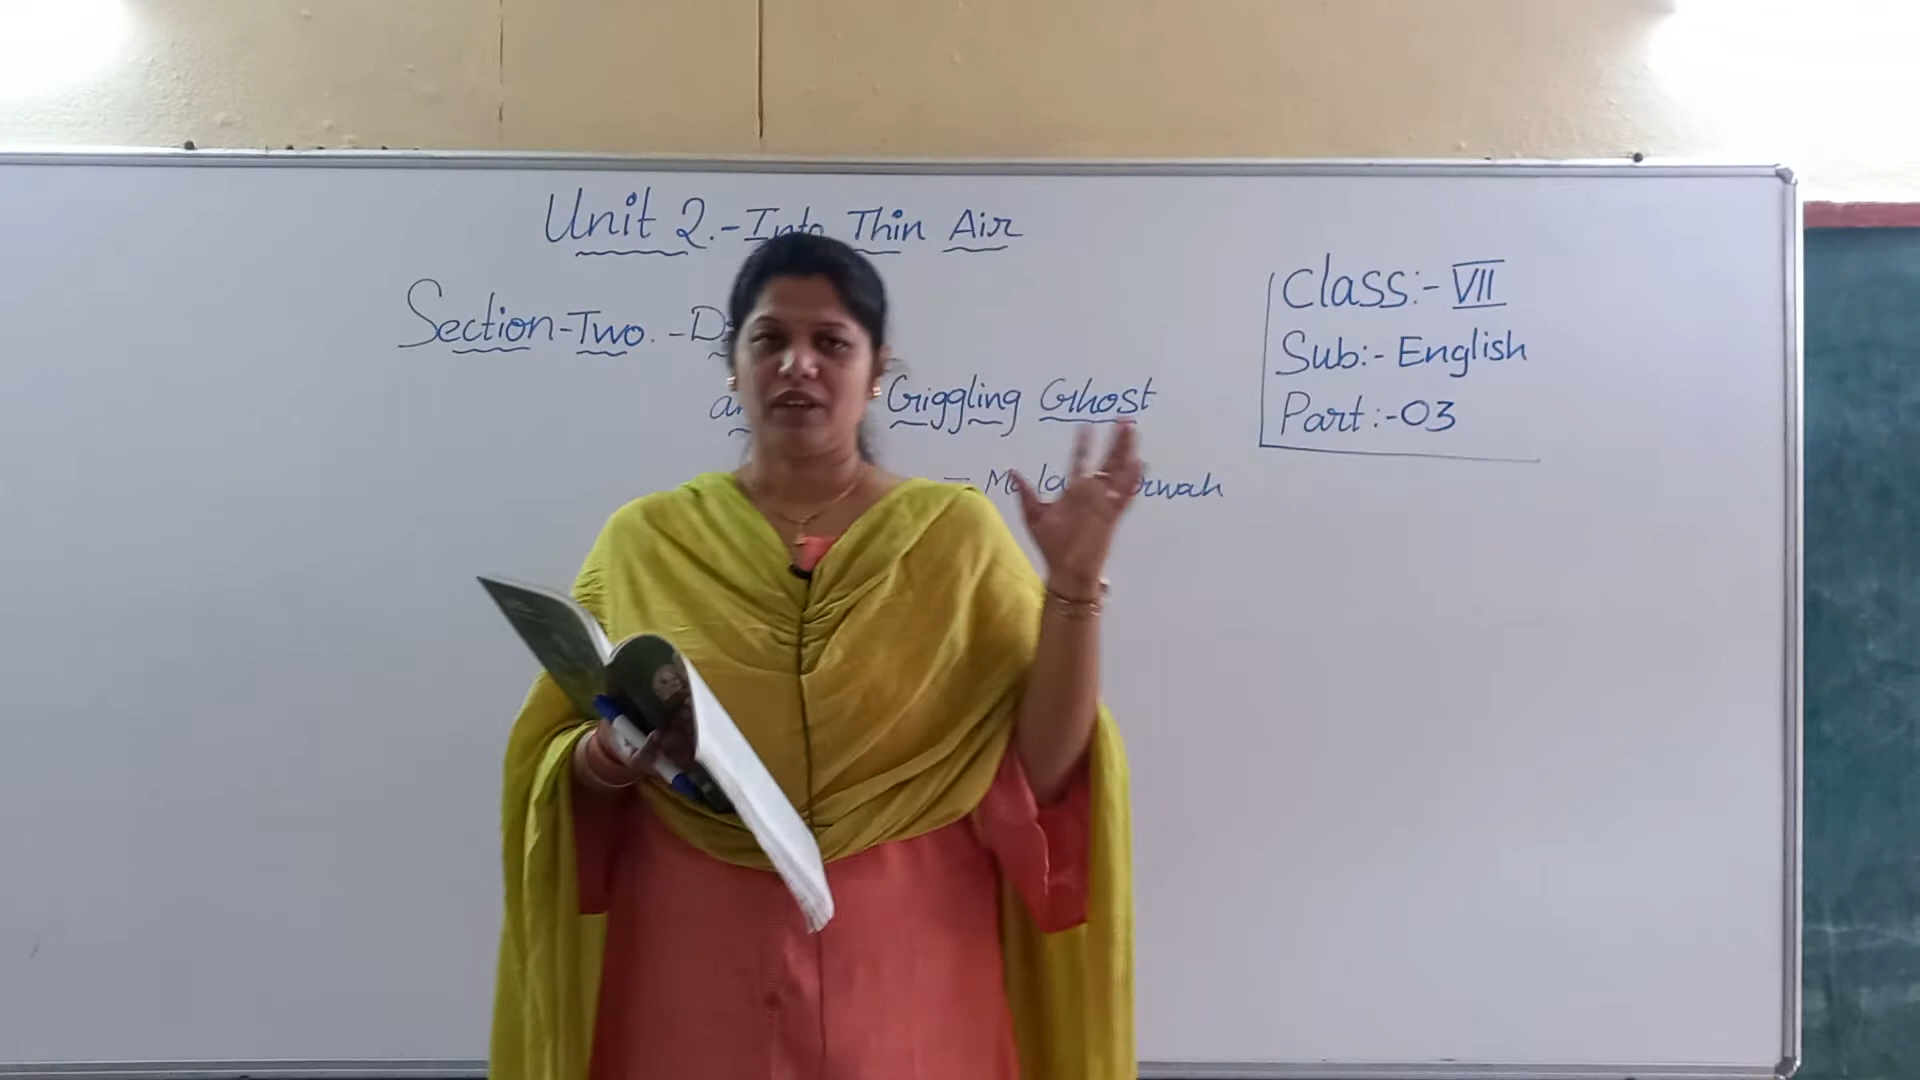 Unit 2.- Into Thin Air
Section-Two. -
Giggling Ghost
Class:- VII
Sub:- English
Part:-03